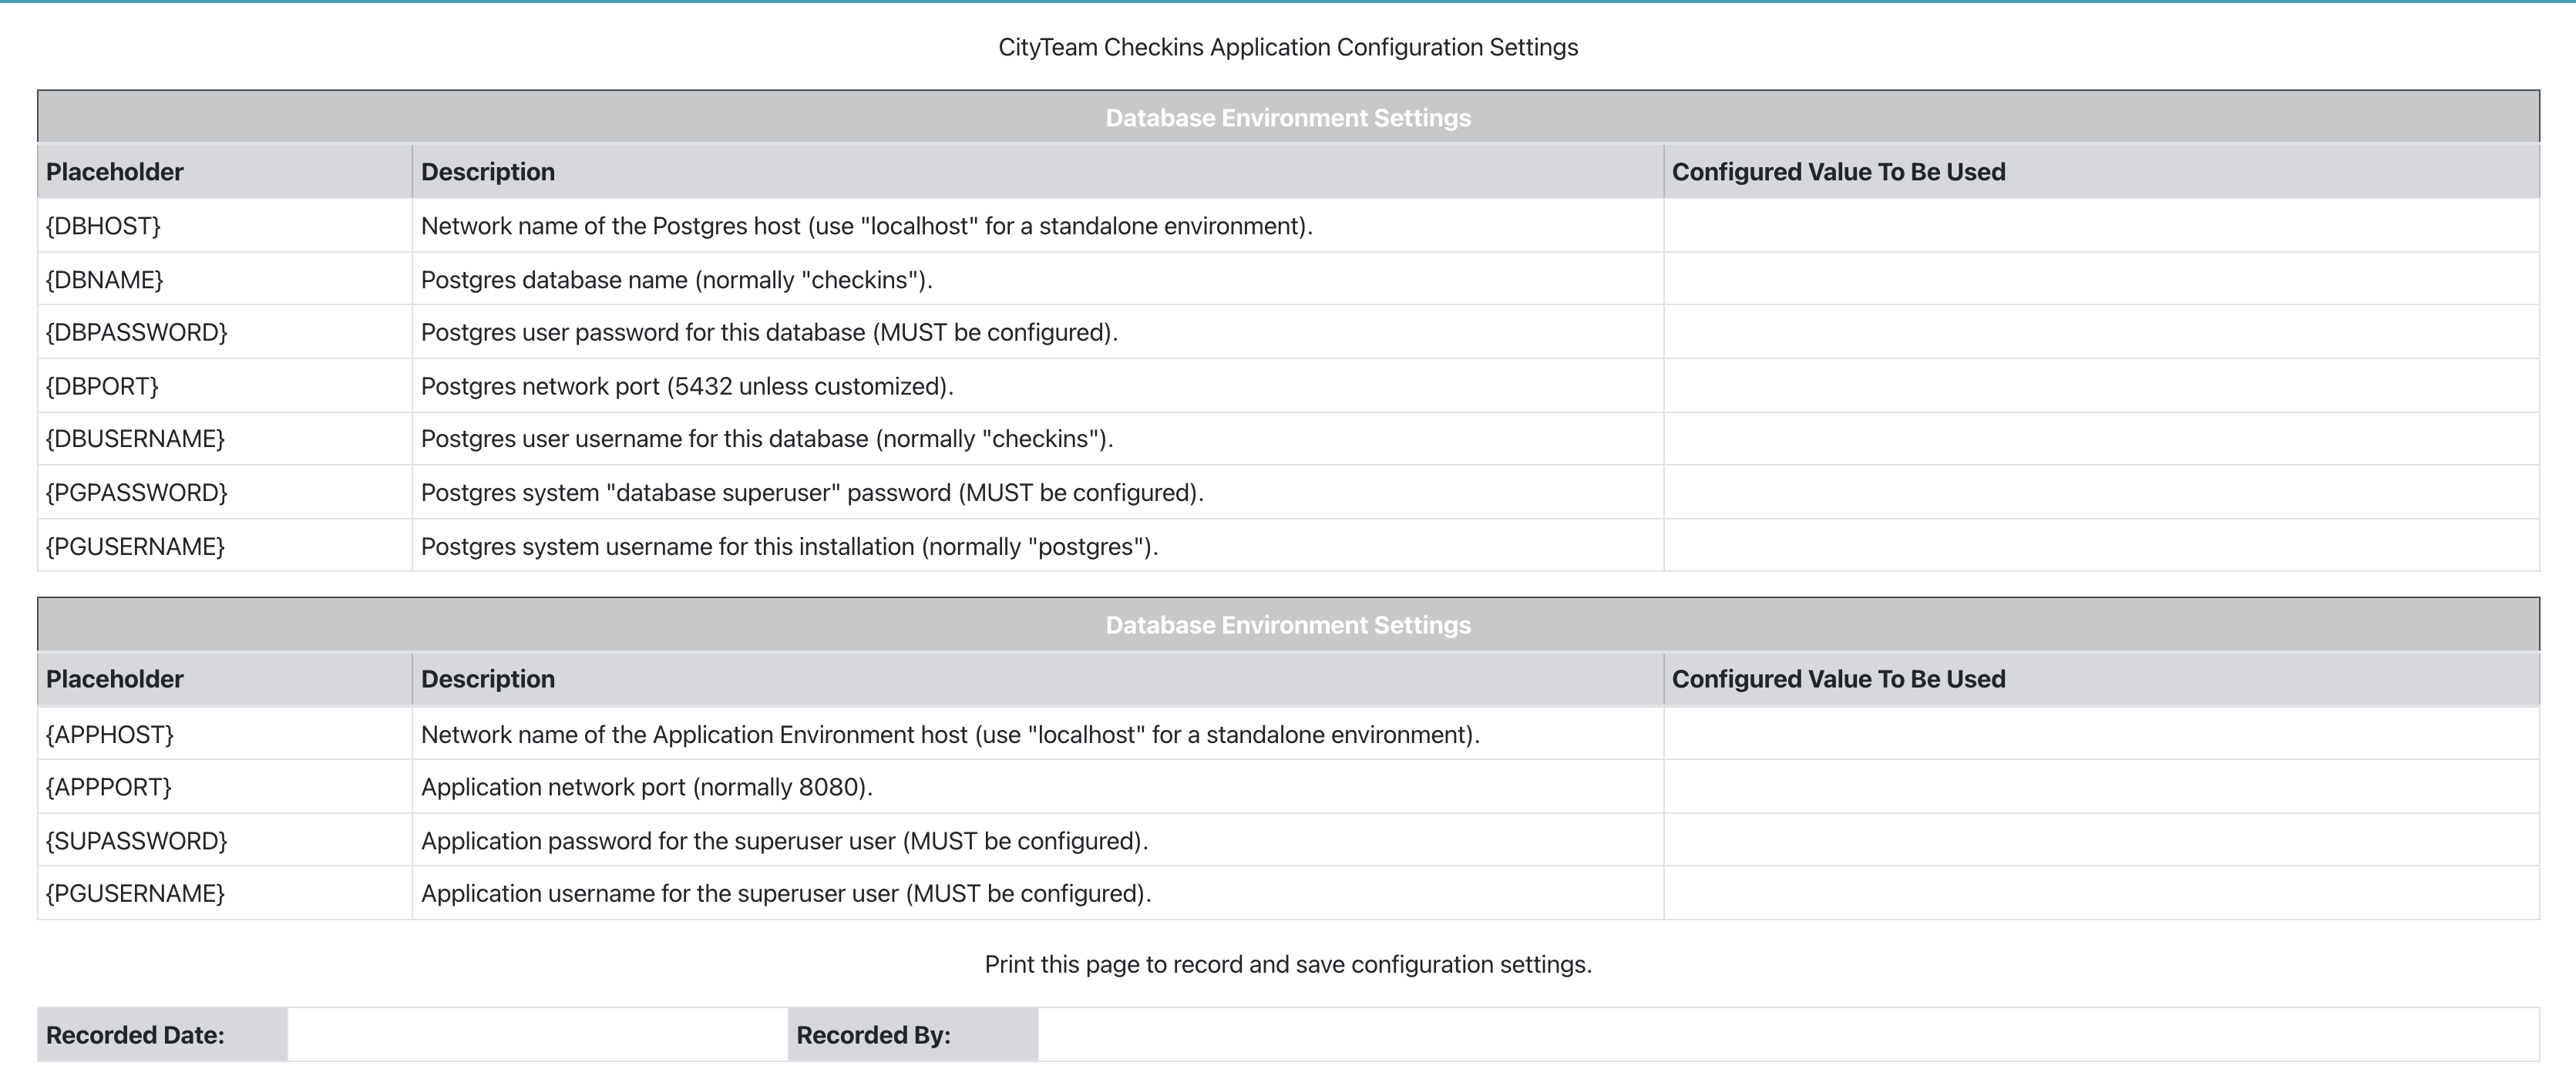 CityTeam Checkins Application Configuration Settings
Database Environment Settings
Placeholder Description Configured Value To Be Used
{DBHOST} Network name of the Postgres host (use "localhost" for a standalone environment).
{DBNAME} Postgres database name (normally "checkins").
{DBPASSWORD} Postgres user password for this database (MUST be configured).
{DBPORT} Postgres network port (5432 unless customized).
{DBUSERNAME} Postgres user username for this database (normally "checkins").
{PGPASSWORD} Postgres system "database superuser" password (MUST be configured).
{PGUSERNAME} Postgres system username for this installation (normally "postgres").
Database Environment Settings
Placeholder Description Configured Value To Be Used
{APPHOST} Network name of the Application Environment host (use "localhost" for a standalone environment).
{APPPORT} Application network port (normally 8080).
{SUPASSWORD} Application password for the superuser user (MUST be configured).
{PGUSERNAME} Application username for the superuser user (MUST be configured).
Print this page to record and save configuration settings.
Recorded Date: Recorded By: